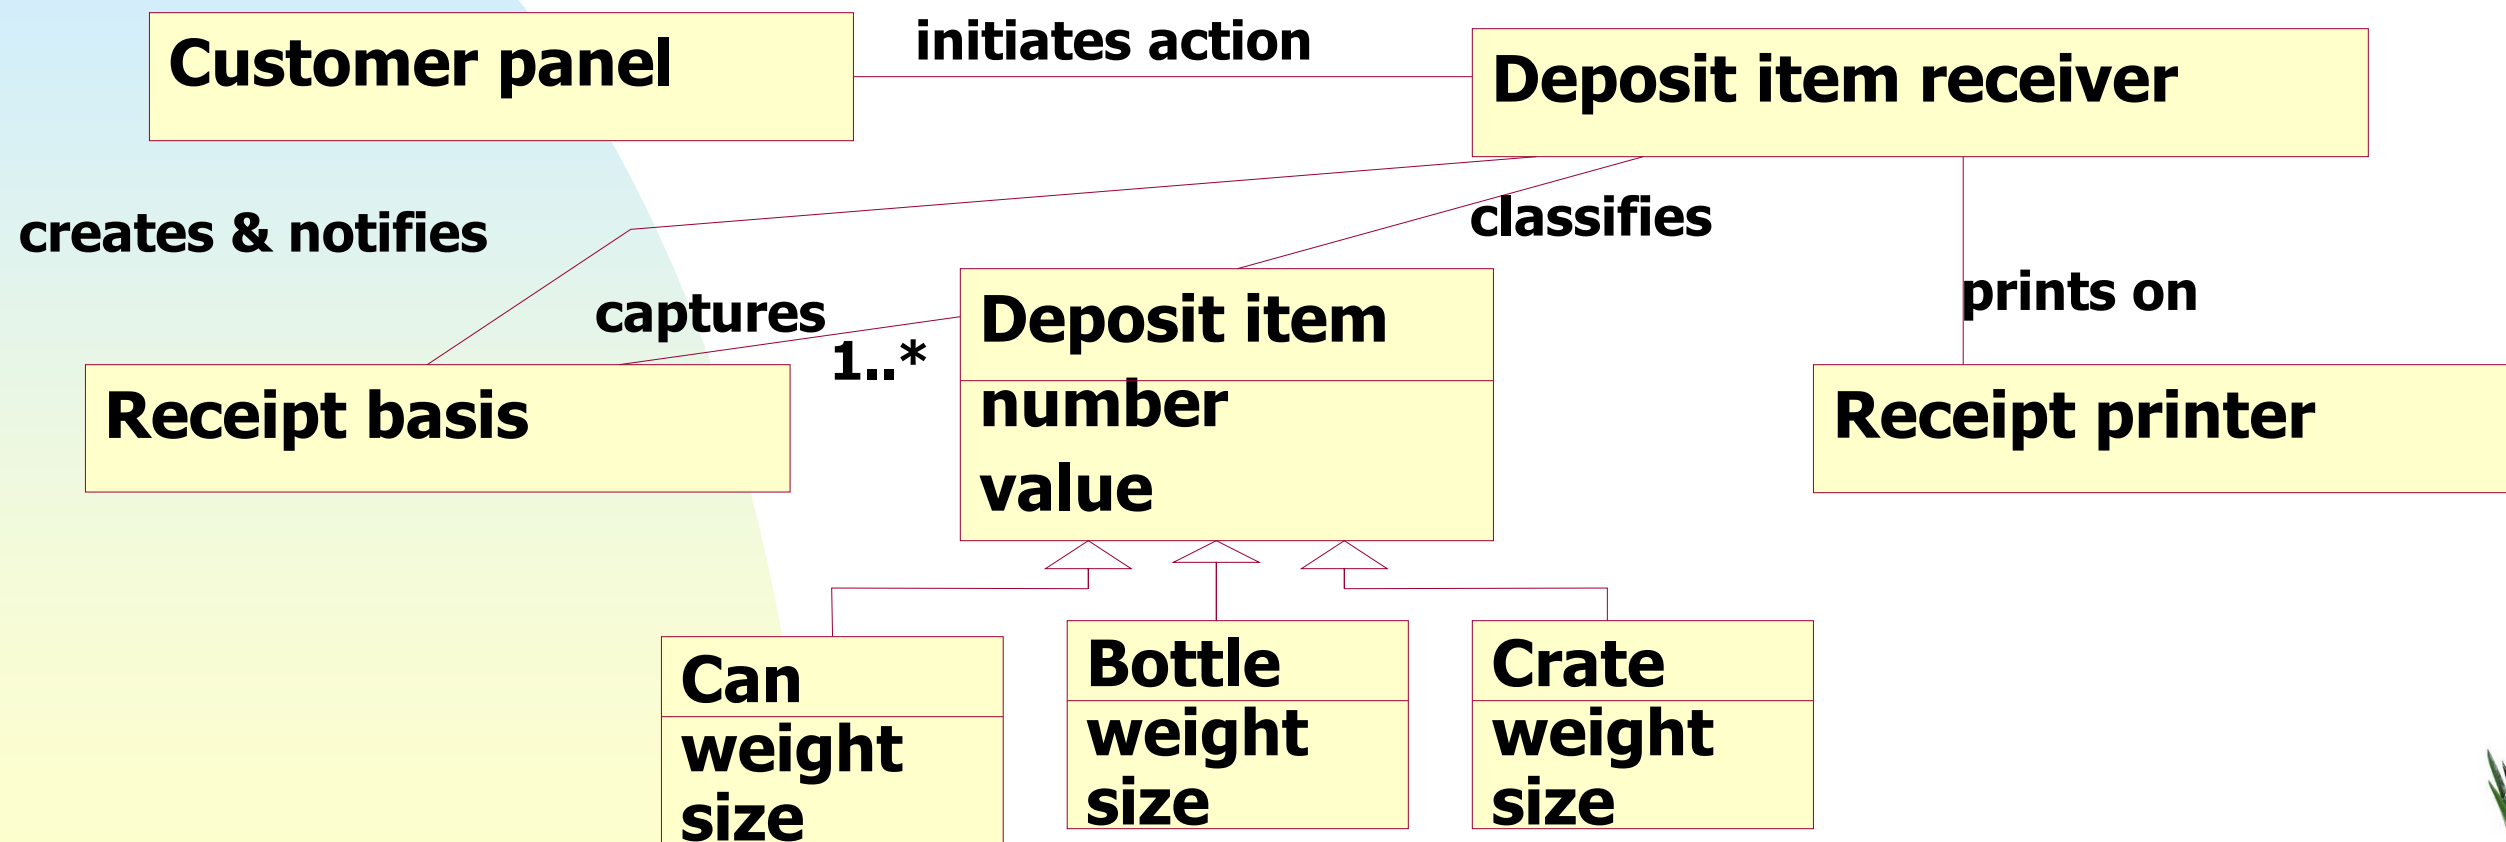 Customer panel
initiates action
Deposit item receiver
creates & notifies
classifies
captures
1..*
prints on
Deposit item
number
value
Receipt basis
Receipt printer
Can
weight
size
Bottle
weight
size
Crate
weight
size